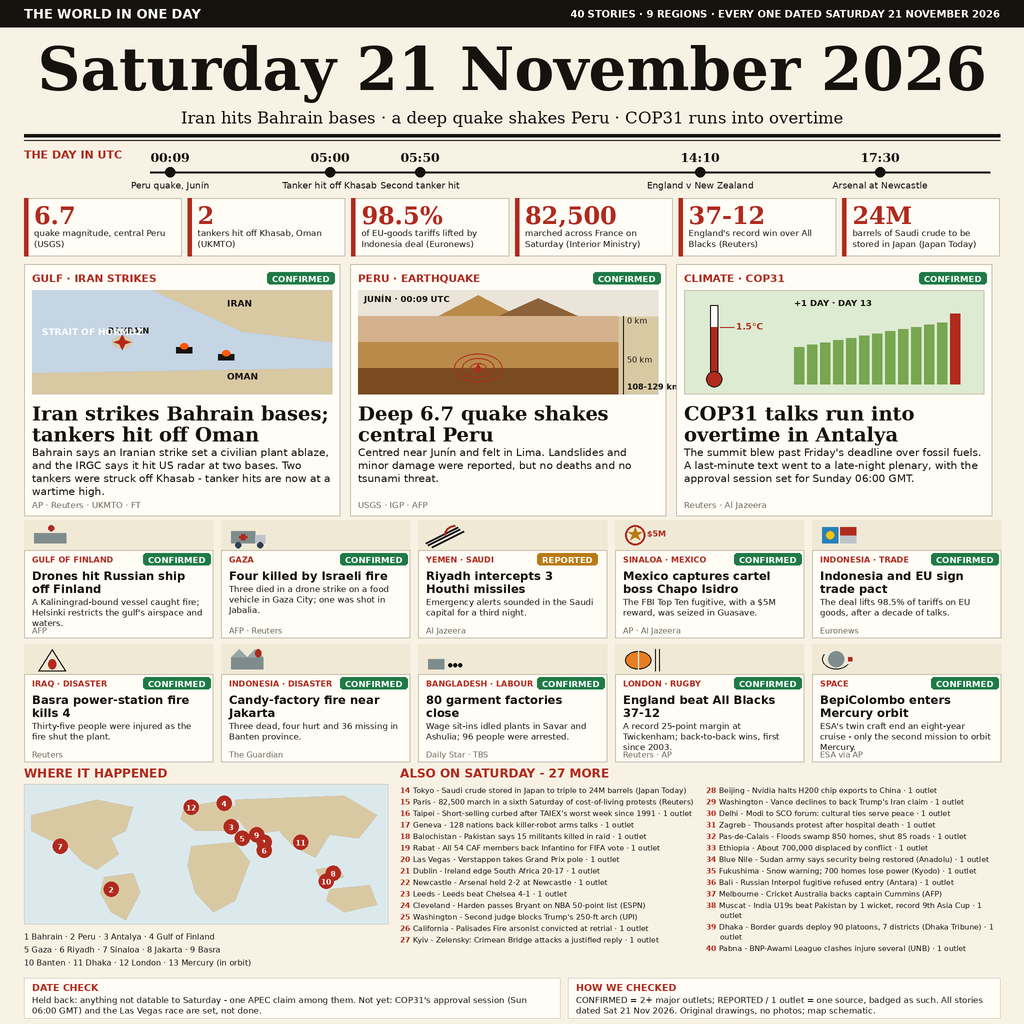 THE WORLD IN ONE DAY
40 STORIES · 9 REGIONS · EVERY ONE DATED SATURDAY 21 NOVEMBER 2026
Saturday 21 November 2026
Iran hits Bahrain bases · a deep quake shakes Peru · COP31 runs into overtime
THE DAY IN UTC
00:09
05:00
05:50
14:10
17:30
Peru quake, Junín
Tanker hit off Khasab
Second tanker hit
England v New Zealand
Arsenal at Newcastle
6.7
quake magnitude, central Peru
(USGS)
2
tankers hit off Khasab, Oman
(UKMTO)
98.5%
of EU-goods tariffs lifted by
Indonesia deal (Euronews)
82,500
marched across France on
Saturday (Interior Ministry)
37-12
England's record win over All
Blacks (Reuters)
24M
barrels of Saudi crude to be
stored in Japan (Japan Today)
GULF · IRAN STRIKES
CONFIRMED
IRAN
STRAIT OF
OMAN
Iran strikes Bahrain bases;
tankers hit off Oman
Bahrain says an Iranian strike set a civilian plant ablaze,
and the IRGC says it hit US radar at two bases. Two
tankers were struck off Khasab - tanker hits are now at a
wartime high.
AP · Reuters · UKMTO · FT
PERU · EARTHQUAKE
CONFIRMED
JUNÍN · 00:09 UTC
0 km
50 km
108-129 km
Deep 6.7 quake shakes
central Peru
Centred near Junín and felt in Lima. Landslides and
minor damage were reported, but no deaths and no
tsunami threat.
USGS · IGP · AFP
CLIMATE · COP31
CONFIRMED
+1 DAY · DAY 13
1.5°C
COP31 talks run into
overtime in Antalya
The summit blew past Friday's deadline over fossil fuels.
A last-minute text went to a late-night plenary, with the
approval session set for Sunday 06:00 GMT.
Reuters · Al Jazeera
GULF OF FINLAND
CONFIRMED
Drones hit Russian ship
off Finland
A Kaliningrad-bound vessel caught fire;
Helsinki restricts the gulf's airspace and
waters.
AFP
GAZA
CONFIRMED
Four killed by Israeli fire
Three died in a drone strike on a food
vehicle in Gaza City; one was shot in
Jabalia.
AFP · Reuters
YEMEN · SAUDI
REPORTED
Riyadh intercepts 3
Houthi missiles
Emergency alerts sounded in the Saudi
capital for a third night.
Al Jazeera
$5M
SINALOA · MEXICO
CONFIRMED
Mexico captures cartel
boss Chapo Isidro
The FBI Top Ten fugitive, with a $5M
reward, was seized in Guasave.
AP · Al Jazeera
INDONESIA · TRADE
CONFIRMED
Indonesia and EU sign
trade pact
The deal lifts 98.5% of tariffs on EU
goods, after a decade of talks.
Euronews
IRAQ · DISASTER
CONFIRMED
Basra power-station fire
kills 4
Thirty-five people were injured as the
fire shut the plant.
Reuters
INDONESIA · DISASTER
CONFIRMED
Candy-factory fire near
Jakarta
Three dead, four hurt and 36 missing in
Banten province.
The Guardian
BANGLADESH · LABOUR
CONFIRMED
80 garment factories
close
Wage sit-ins idled plants in Savar and
Ashulia; 96 people were arrested.
Daily Star · TBS
LONDON · RUGBY
CONFIRMED
England beat All Blacks
37-12
A record 25-point margin at
Twickenham; back-to-back wins, first
since 2003.
Reuters · AP
SPACE
CONFIRMED
BepiColombo enters
Mercury orbit
ESA's twin craft end an eight-year
cruise - only the second mission to orbit
Mercury.
ESA via AP
WHERE IT HAPPENED
12
4
3
5
9
6
11
7
2
8
10
1 Bahrain · 2 Peru · 3 Antalya · 4 Gulf of Finland
5 Gaza · 6 Riyadh · 7 Sinaloa · 8 Jakarta · 9 Basra
10 Banten · 11 Dhaka · 12 London · 13 Mercury (in orbit)
ALSO ON SATURDAY - 27 MORE
14 Tokyo - Saudi crude stored in Japan to triple to 24M barrels (Japan Today)
15 Paris - 82,500 march in a sixth Saturday of cost-of-living protests (Reuters)
16 Taipei - Short-selling curbed after TAIEX's worst week since 1991 · 1 outlet
17 Geneva - 128 nations back killer-robot arms talks · 1 outlet
18 Balochistan - Pakistan says 15 militants killed in raid · 1 outlet
19 Rabat - All 54 CAF members back Infantino for FIFA vote · 1 outlet
20 Las Vegas - Verstappen takes Grand Prix pole · 1 outlet
21 Dublin - Ireland edge South Africa 20-17 · 1 outlet
22 Newcastle - Arsenal held 2-2 at Newcastle · 1 outlet
23 Leeds - Leeds beat Chelsea 4-1 · 1 outlet
24 Cleveland - Harden passes Bryant on NBA 50-point list (ESPN)
25 Washington - Second judge blocks Trump's 250-ft arch (UPI)
26 California - Palisades Fire arsonist convicted at retrial · 1 outlet
27 Kyiv - Zelensky: Crimean Bridge attacks a justified reply · 1 outlet
28 Beijing - Nvidia halts H200 chip exports to China · 1 outlet
29 Washington - Vance declines to back Trump's Iran claim · 1 outlet
30 Delhi - Modi to SCO forum: cultural ties serve peace · 1 outlet
31 Zagreb - Thousands protest after hospital death · 1 outlet
32 Pas-de-Calais - Floods swamp 850 homes, shut 85 roads · 1 outlet
33 Ethiopia - About 700,000 displaced by conflict · 1 outlet
34 Blue Nile - Sudan army says security being restored (Anadolu) · 1 outlet
35 Fukushima - Snow warning; 700 homes lose power (Kyodo) · 1 outlet
36 Bali - Russian Interpol fugitive refused entry (Antara) · 1 outlet
37 Melbourne - Cricket Australia backs captain Cummins (AFP)
38 Muscat - India U19s beat Pakistan by 1 wicket, record 9th Asia Cup · 1
outlet
39 Dhaka - Border guards deploy 90 platoons, 7 districts (Dhaka Tribune) · 1
outlet
40 Pabna - BNP-Awami League clashes injure several (UNB) · 1 outlet
DATE CHECK
Held back: anything not datable to Saturday - one APEC claim among them. Not yet: COP31's approval session (Sun
06:00 GMT) and the Las Vegas race are set, not done.
HOW WE CHECKED
CONFIRMED = 2+ major outlets; REPORTED / 1 outlet = one source, badged as such. All stories
dated Sat 21 Nov 2026. Original drawings, no photos; map schematic.